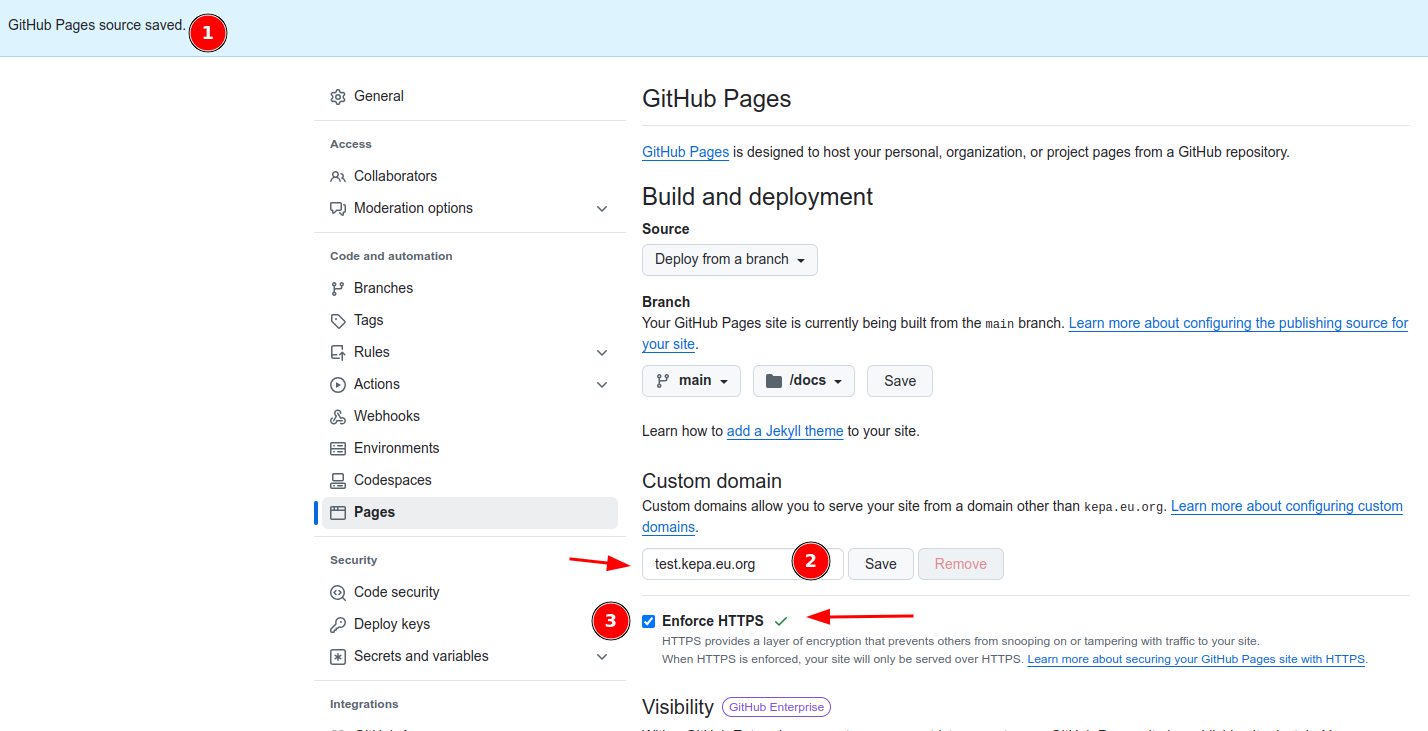 GitHub Pages source saved.
1
General
Access
Collaborators
Moderation options
Code and automation
Branches
Tags
Rules
Actions
Webhooks
Environments
Codespaces
Pages
Security
Code security
Deploy keys
Secrets and variables
Integrations
GitHub Pages
GitHub Pages is designed to host your personal, organization, or project pages from a GitHub repository.
Build and deployment
Source
Deploy from a branch
Branch
Your GitHub Pages site is currently being built from the main branch. Learn more about configuring the publishing source for
your site.
main /docs Save
Learn how to add a Jekyll theme to your site.
Custom domain
Custom domains allow you to serve your site from a domain other than kepa.eu.org. Learn more about configuring custom
domains.
test.kepa.eu.org 2 Save Remove
3 Enforce HTTPS
HTTPS provides a layer of encryption that prevents others from snooping on or tampering with traffic to your site.
When HTTPS is enforced, your site will only be served over HTTPS. Learn more about securing your GitHub Pages site with HTTPS.
Visibility GitHub Enterprise